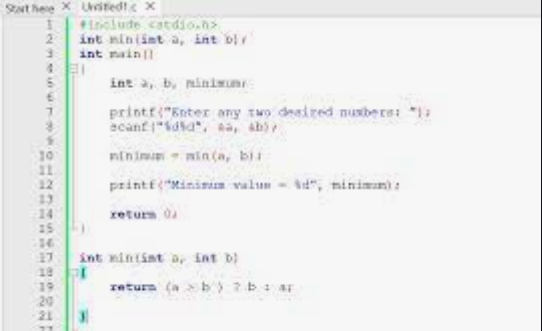 Start here × Untitled1.c ×
1 #include <stdio.h>
2 int min(int a, int b);
3 int main()
4 {
5 int a, b, minimum;
6
7 printf("Enter any two desired numbers: ");
8 scanf("%d%d", &a, &b);
9
10 minimum = min(a, b);
11
12 printf("Minimum value = %d", minimum);
13
14 return 0;
15 }
16
17 int min(int a, int b)
18 {
19 return (a > b ) ? b : a;
20
21 }
22